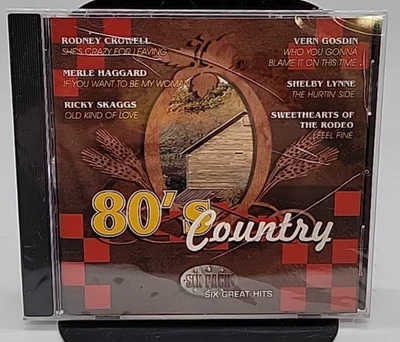 RODNEY CROWELL
SHE'S CRAZY FOR LEAVING
MERLE HAGGARD
IF YOU WANT TO BE MY WOMAN
RICKY SKAGGS
OLD KIND OF LOVE
VERN GOSDIN
WHO YOU GONNA
BLAME IT ON THIS TIME
SHELBY LYNNE
THE HURTIN SIDE
SWEETHEARTS OF
THE RODEO
I FEEL FINE
80's Country
SIX PACK
SIX GREAT HITS